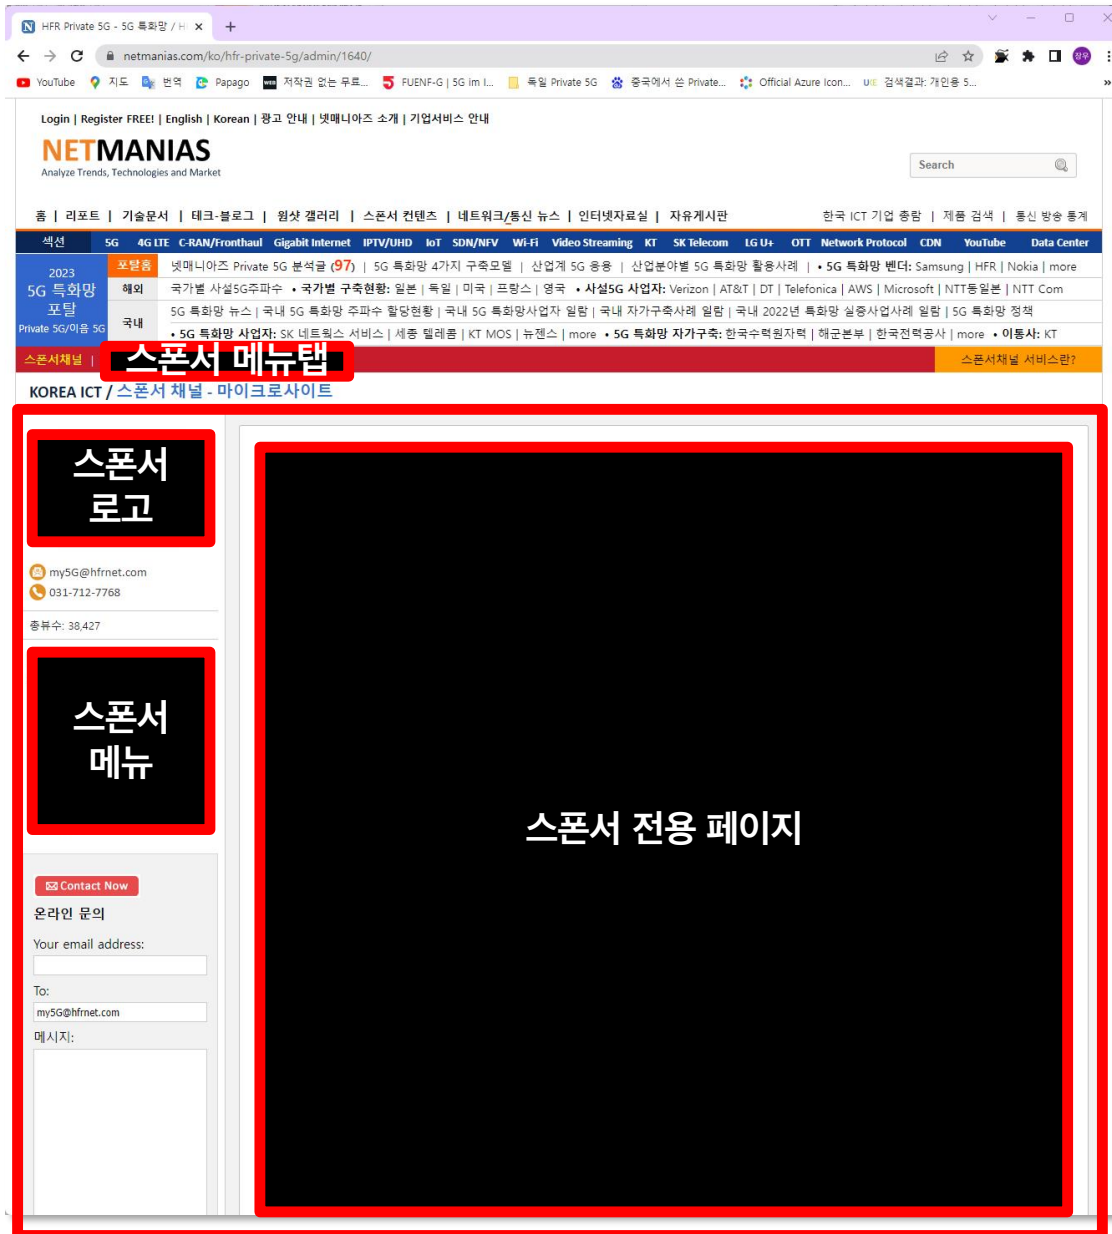 HFR Private 5G - 5G 특화망 / H
netmanias.com/ko/hfr-private-5g/admin/1640/
장우
YouTube 지도 번역 Papago 저작권 없는 무료... FUENF-G | 5G im I... 독일 Private 5G 중국에서 쓴 Private... Official Azure Icon... 검색결과: 개인용 5... »
Login | Register FREE! | English | Korean | 광고 안내 | 넷매니아즈 소개 | 기업서비스 안내
NETMANIAS
Analyze Trends, Technologies and Market
Search
홈 | 리포트 | 기술문서 | 테크-블로그 | 원샷 갤러리 | 스폰서 컨텐츠 | 네트워크/통신 뉴스 | 인터넷자료실 | 자유게시판 한국 ICT 기업 총람 | 제품 검색 | 통신 방송 통계
섹션 5G 4G LTE C-RAN/Fronthaul Gigabit Internet IPTV/UHD IoT SDN/NFV Wi-Fi Video Streaming KT SK Telecom LG U+ OTT Network Protocol CDN YouTube Data Center
2023
5G 특화망
포탈
Private 5G/이음 5G
포탈홈 넷매니아즈 Private 5G 분석글 (97) | 5G 특화망 4가지 구축모델 | 산업계 5G 응용 | 산업분야별 5G 특화망 활용사례 | • 5G 특화망 벤더: Samsung | HFR | Nokia | more
해외 국가별 사설5G주파수 • 국가별 구축현황: 일본 | 독일 | 미국 | 프랑스 | 영국 • 사설5G 사업자: Verizon | AT&T | DT | Telefonica | AWS | Microsoft | NTT동일본 | NTT Com
국내 5G 특화망 뉴스 | 국내 5G 특화망 주파수 할당현황 | 국내 5G 특화망사업자 일람 | 국내 자가구축사례 일람 | 국내 2022년 특화망 실증사업사례 일람 | 5G 특화망 정책
• 5G 특화망 사업자: SK 네트웍스 서비스 | 세종 텔레콤 | KT MOS | 뉴젠스 | more • 5G 특화망 자가구축: 한국수력원자력 | 해군본부 | 한국전력공사 | more • 이통사: KT
스폰서채널 | 스폰서 메뉴탭 스폰서채널 서비스란?
KOREA ICT / 스폰서 채널 - 마이크로사이트
스폰서
로고
my5G@hfrnet.com
031-712-7768
총뷰수: 38,427
스폰서
메뉴
스폰서 전용 페이지
Contact Now
온라인 문의
Your email address:
To:
my5G@hfrnet.com
메시지: